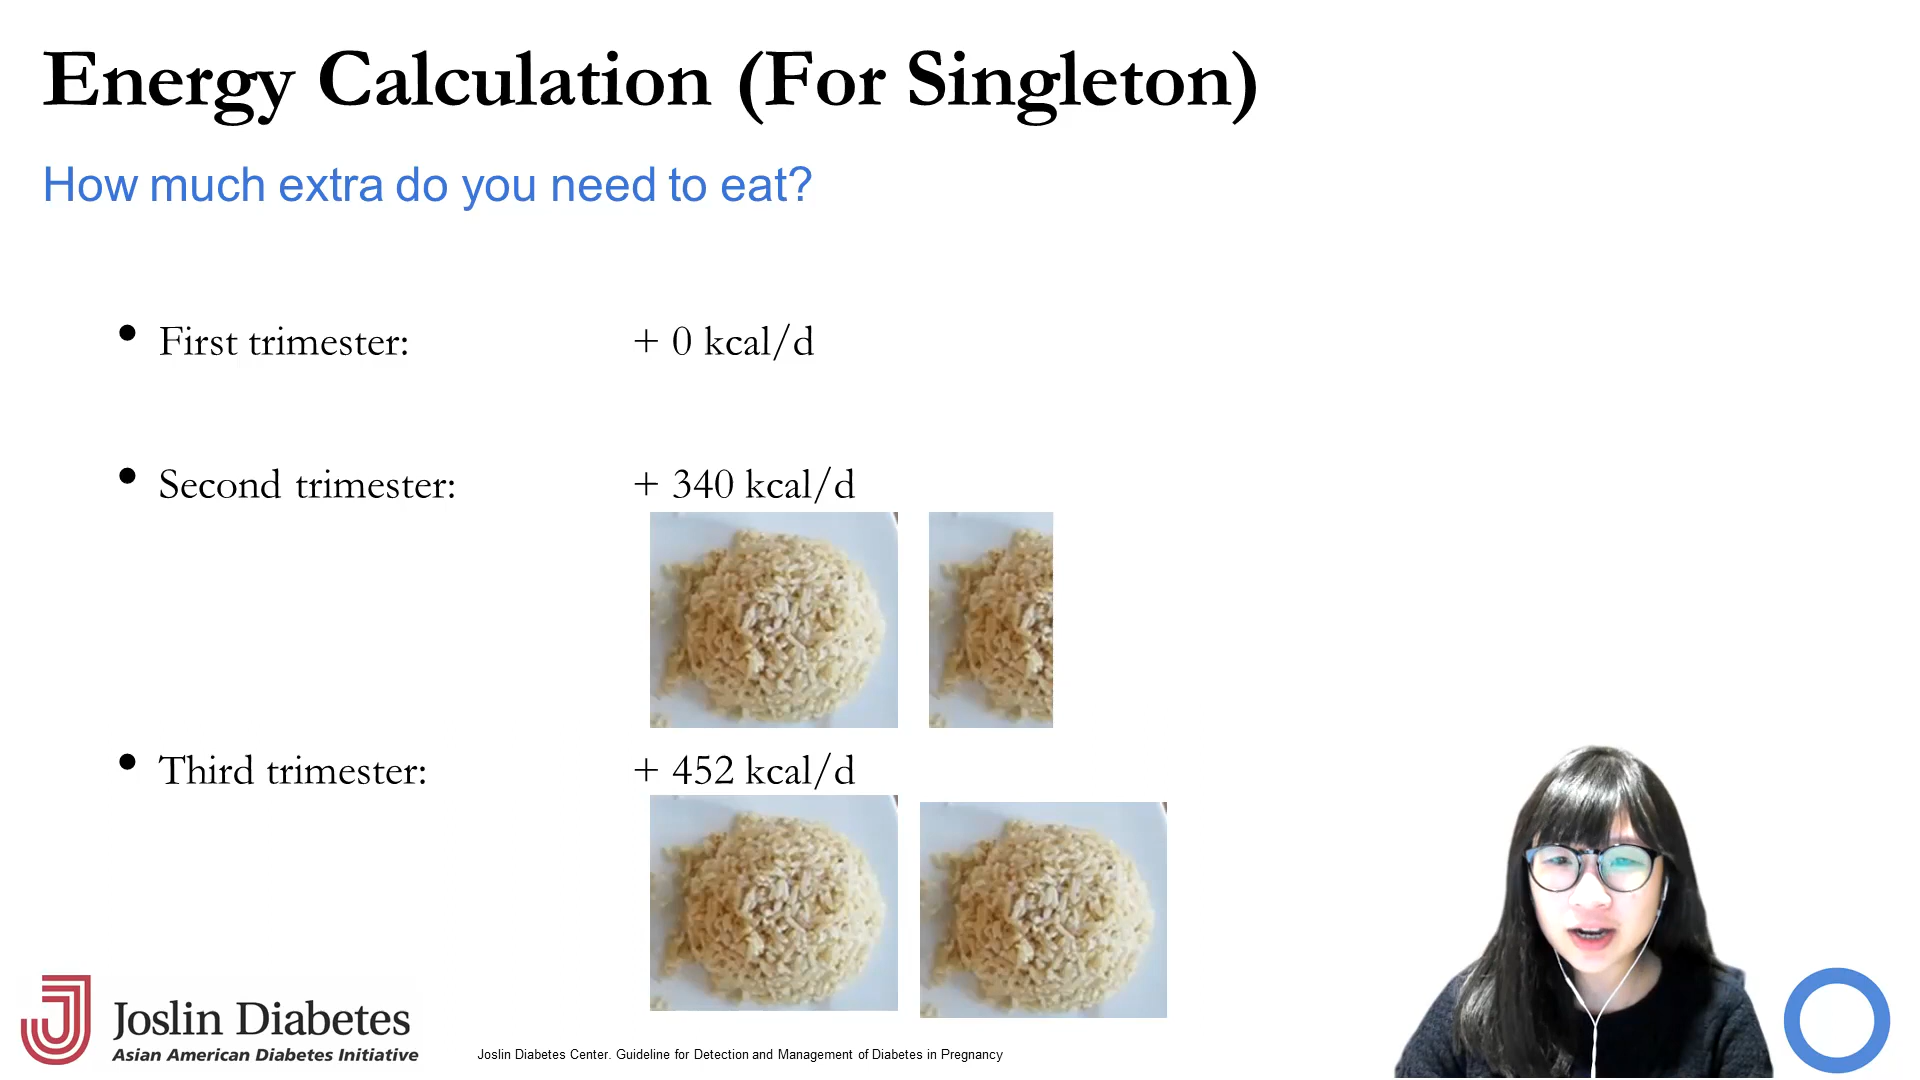 Energy Calculation (For Singleton)
How much extra do you need to eat?
• First trimester: + 0 kcal/d
• Second trimester: + 340 kcal/d
• Third trimester: + 452 kcal/d
Joslin Diabetes
Asian American Diabetes Initiative
Joslin Diabetes Center. Guideline for Detection and Management of Diabetes in Pregnancy